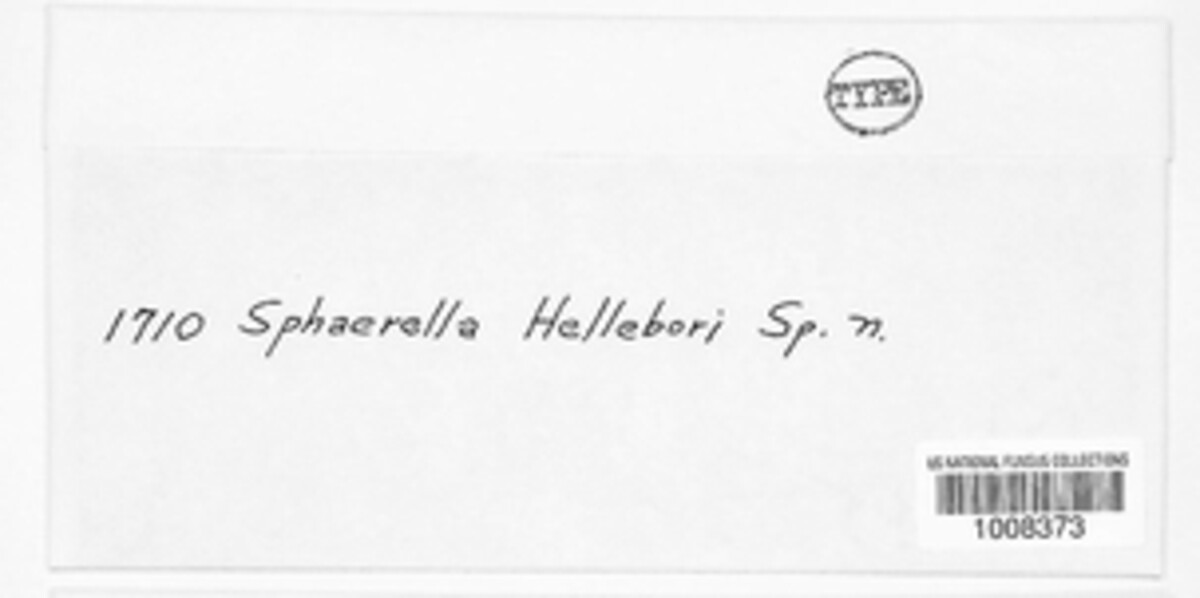 TYPE
1710 Sphaerella Hellebori Sp. n.
US NATIONAL FUNGUS COLLECTIONS
1008373